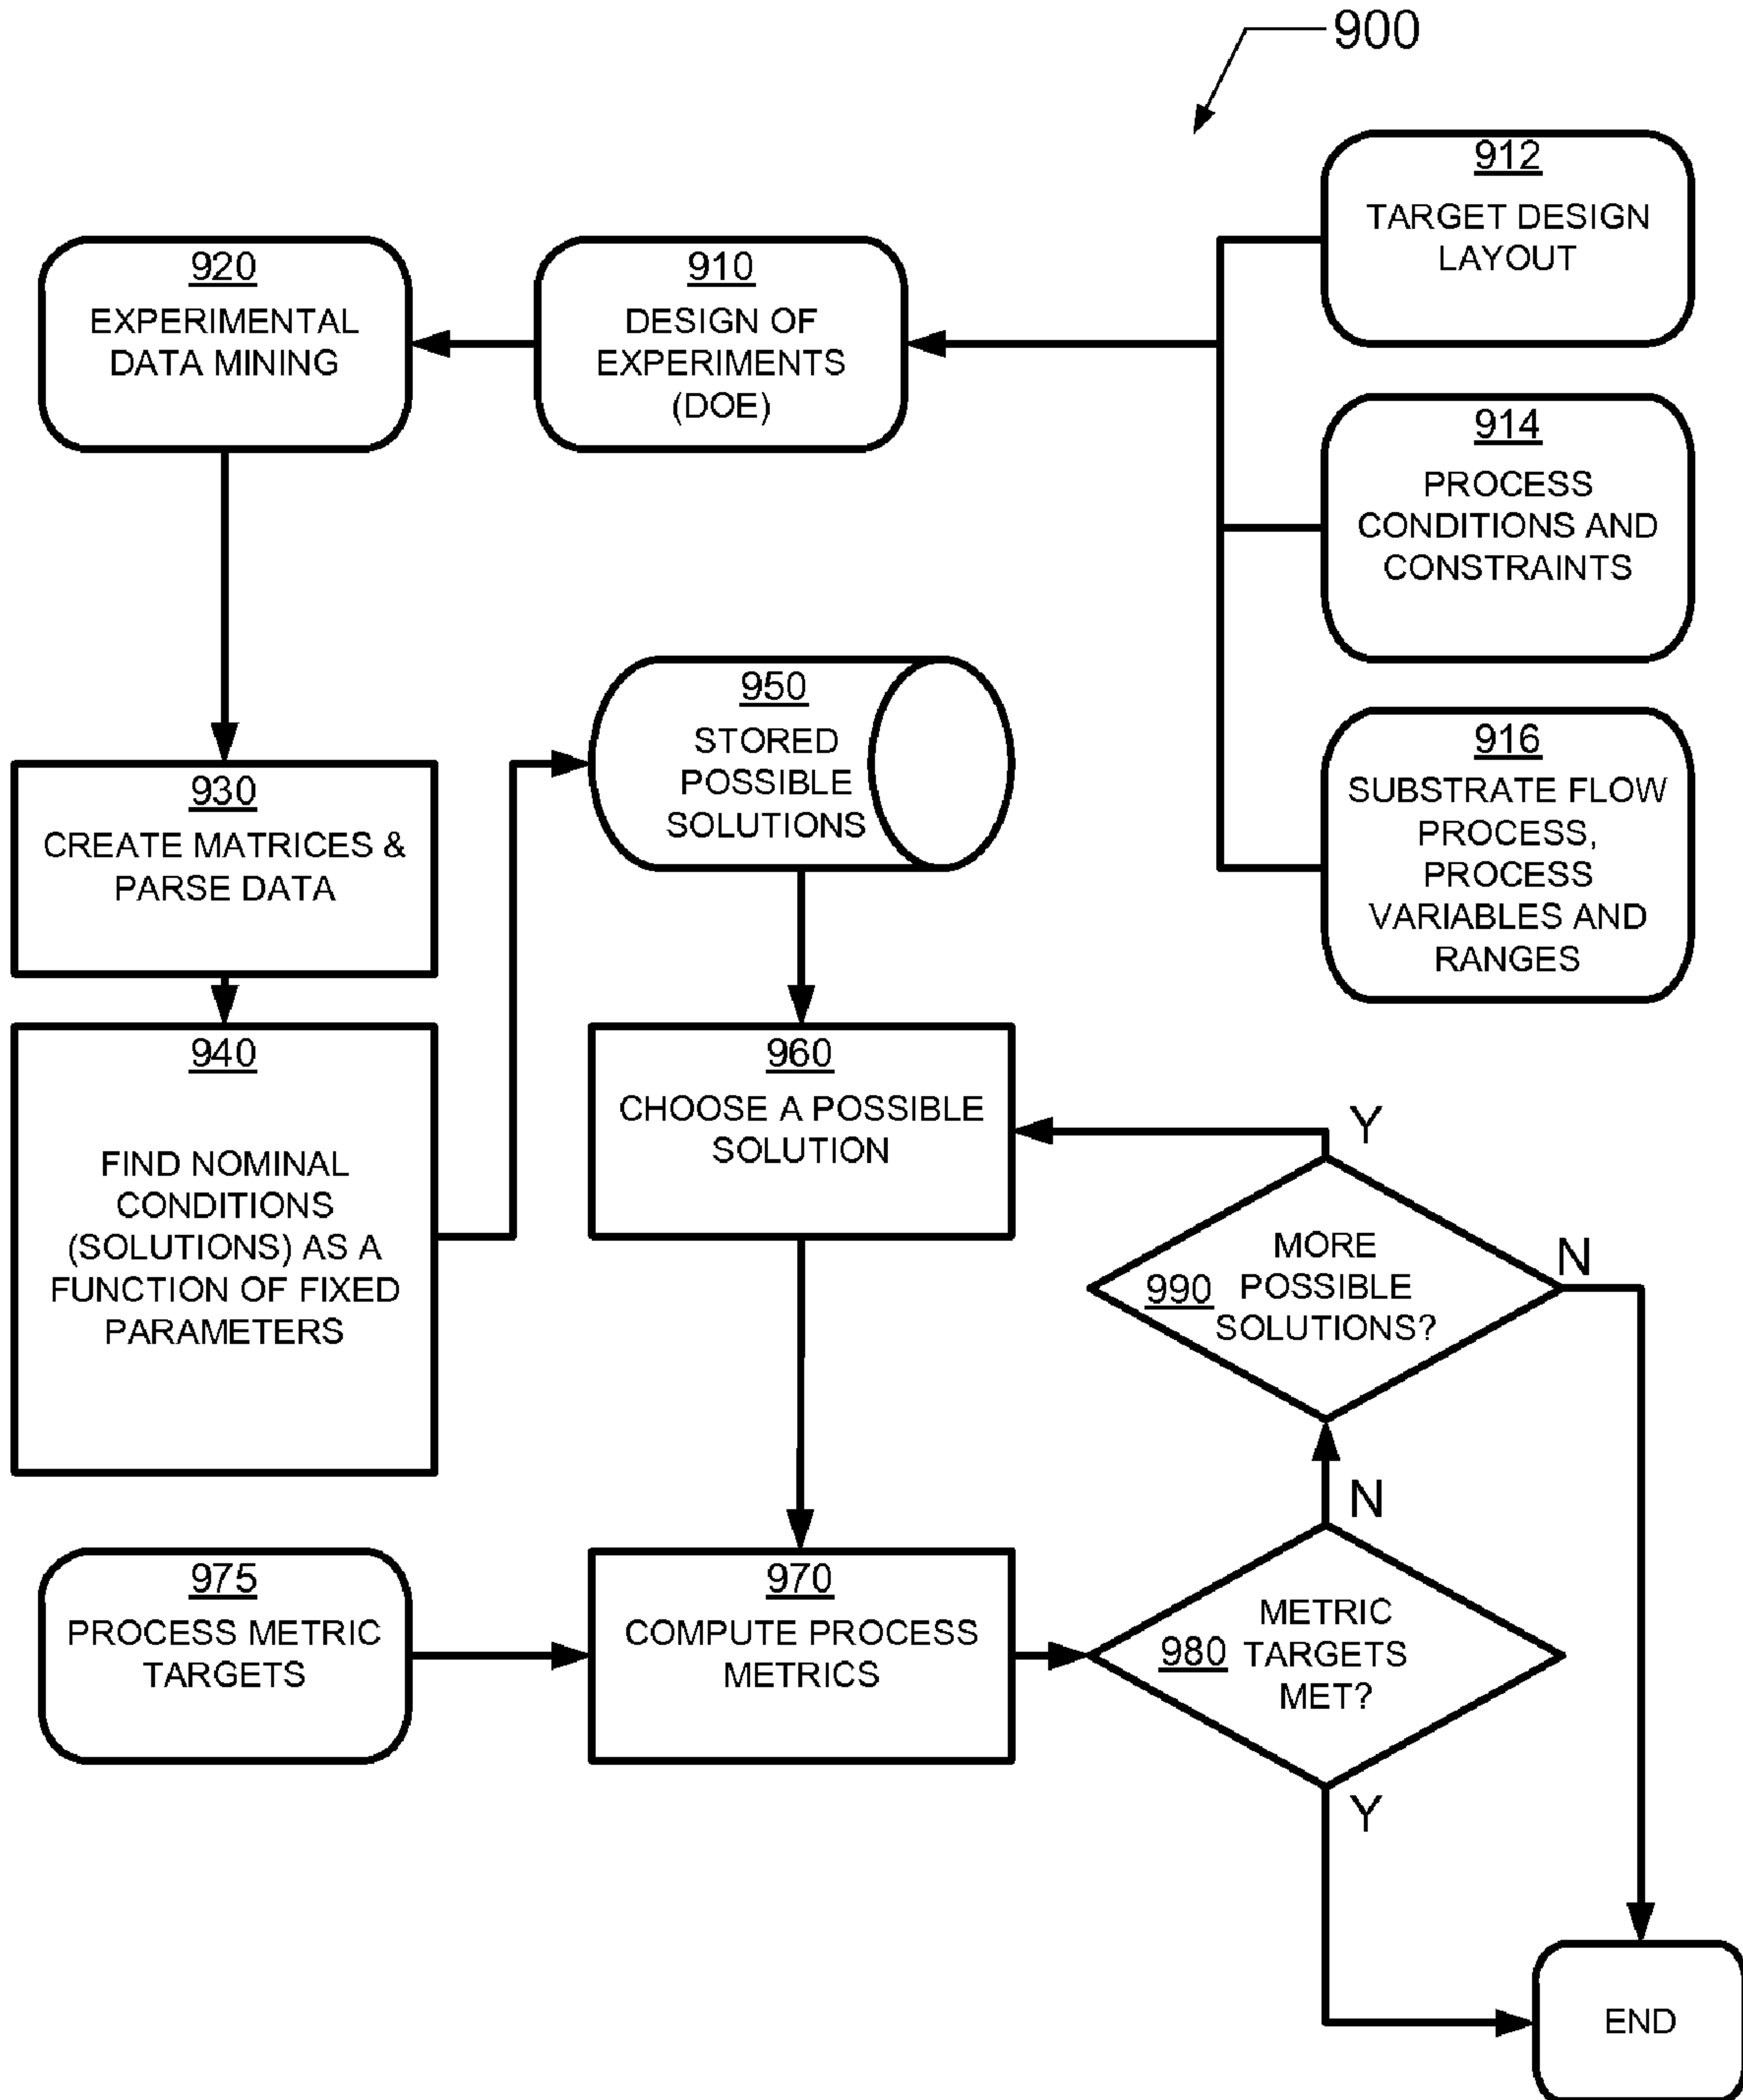 900
912
TARGET DESIGN
LAYOUT
920
EXPERIMENTAL
DATA MINING
910
DESIGN OF
EXPERIMENTS
(DOE)
914
PROCESS
CONDITIONS AND
CONSTRAINTS
916
SUBSTRATE FLOW
PROCESS,
PROCESS
VARIABLES AND
RANGES
930
CREATE MATRICES &
PARSE DATA
950
STORED
POSSIBLE
SOLUTIONS
940
FIND NOMINAL
CONDITIONS
(SOLUTIONS) AS A
FUNCTION OF FIXED
PARAMETERS
960
CHOOSE A POSSIBLE
SOLUTION
Y
990
MORE
POSSIBLE
SOLUTIONS?
N
N
975
PROCESS METRIC
TARGETS
970
COMPUTE PROCESS
METRICS
980
METRIC
TARGETS
MET?
Y
END